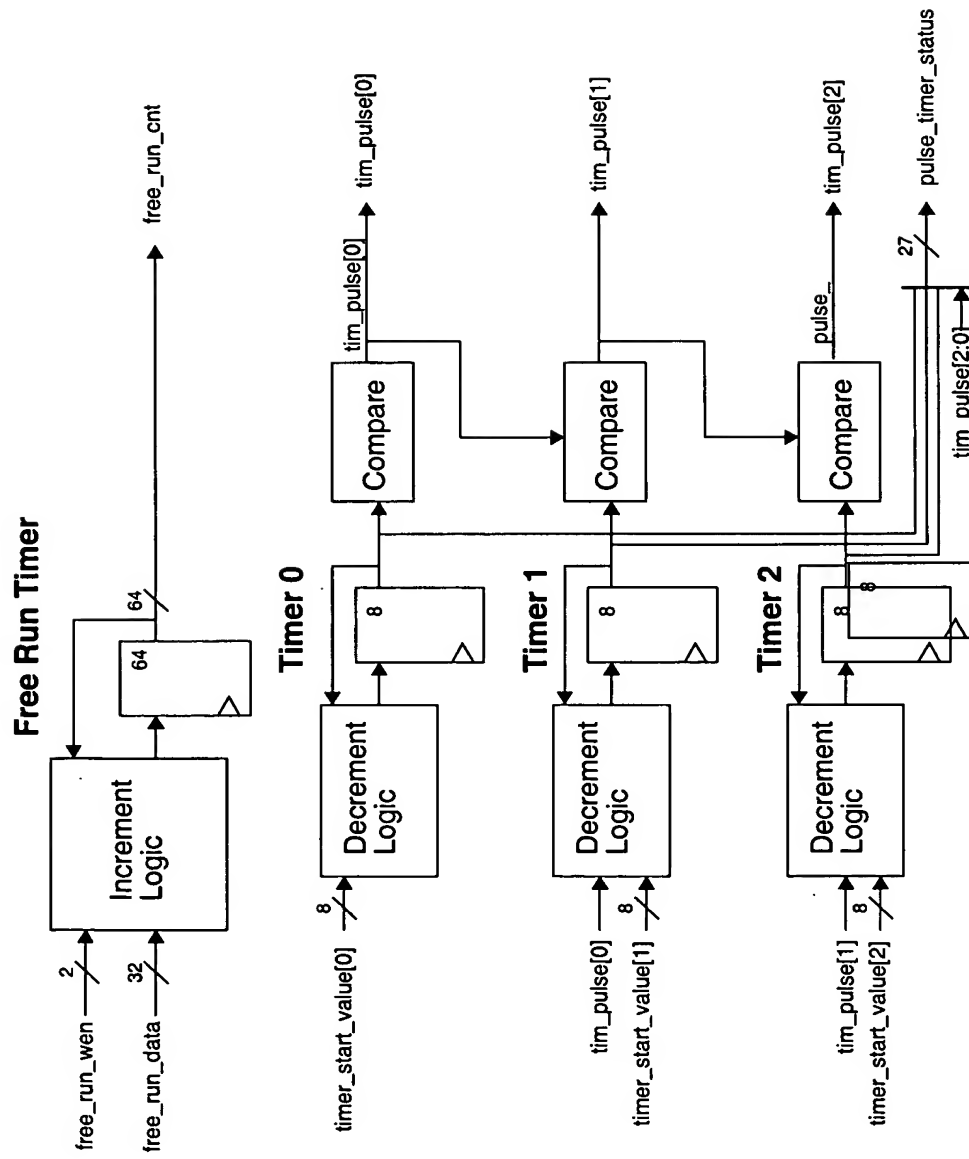 Free Run Timer
free_run_wen
2
free_run_data
32
Increment
Logic
64
64
free_run_cnt
Timer 0
timer_start_value[0]
8
Decrement
Logic
8
Compare
tim_pulse[0]
tim_pulse[0]
Timer 1
tim_pulse[0]
timer_start_value[1]
8
Decrement
Logic
8
Compare
tim_pulse[1]
Timer 2
tim_pulse[1]
timer_start_value[2]
8
Decrement
Logic
8
8
Compare
pulse_
tim_pulse[2]
tim_pulse[2:0]
27
pulse_timer_status